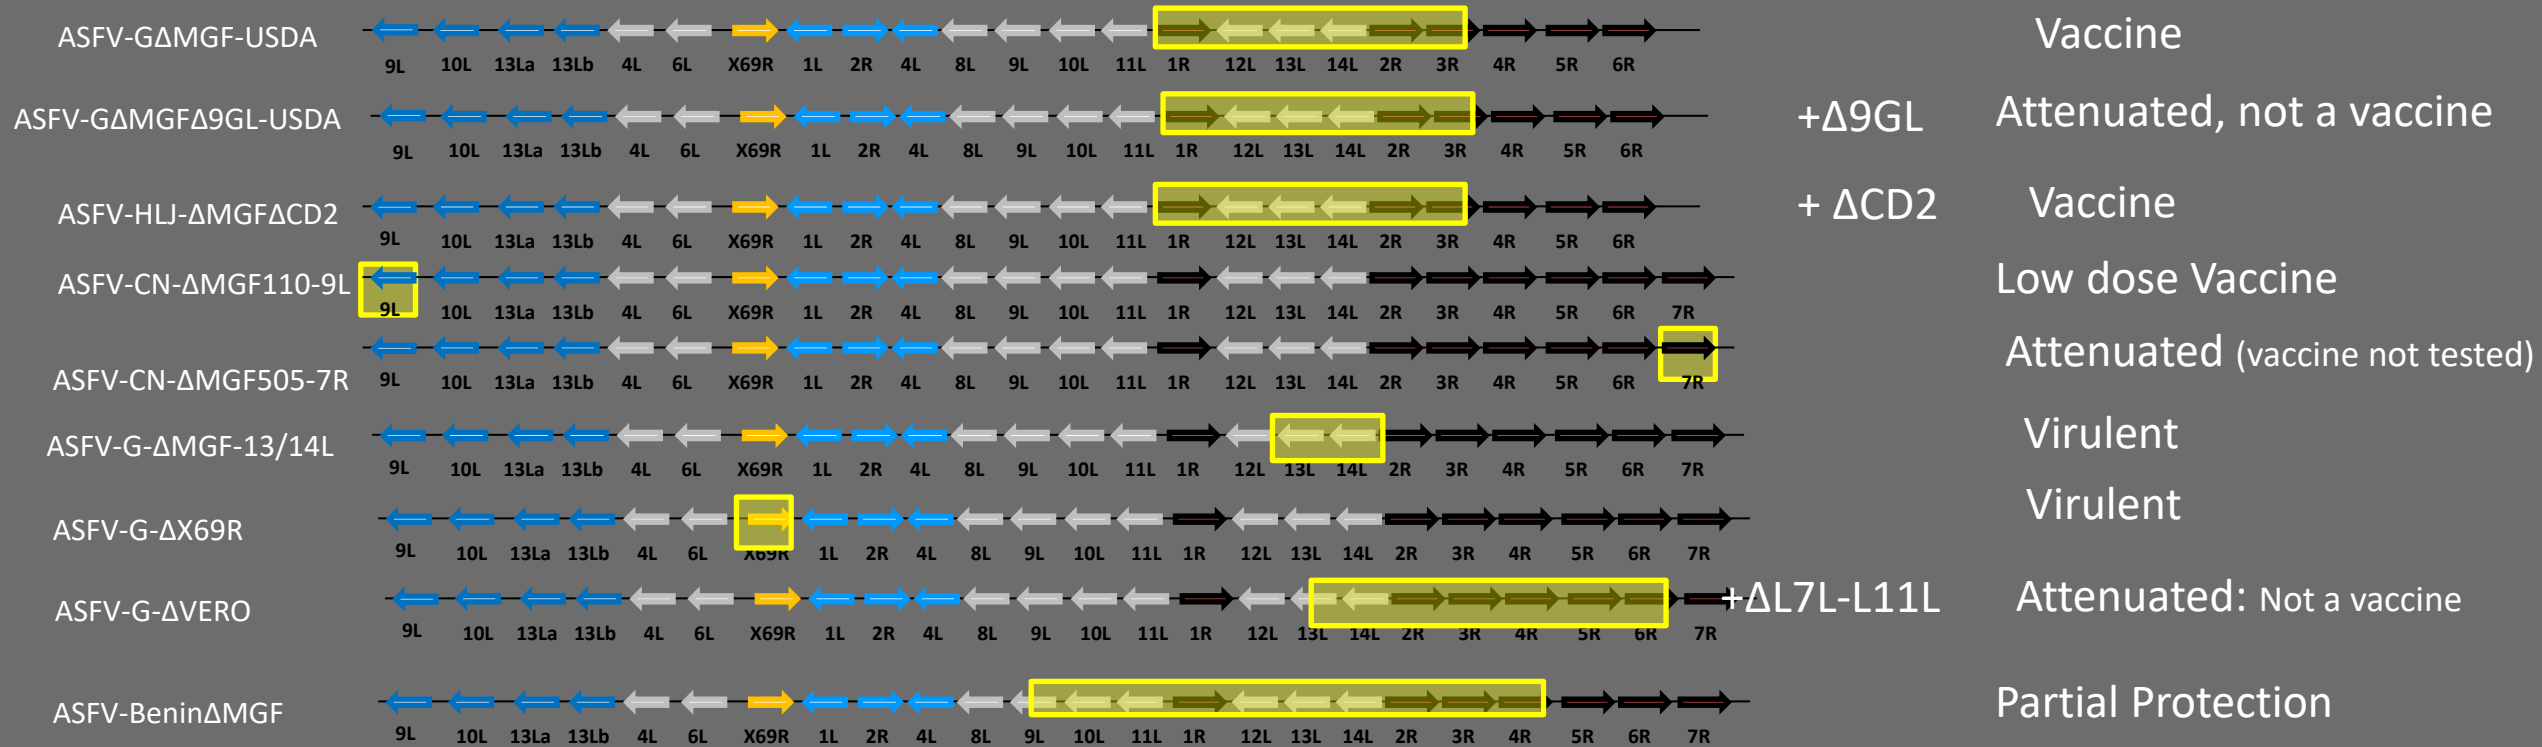 ASFV-GΔMGF-USDA Vaccine
9L 10L 13La 13Lb 4L 6L X69R 1L 2R 4L 8L 9L 10L 11L 1R 12L 13L 14L 2R 3R 4R 5R 6R
ASFV-GΔMGFΔ9GL-USDA +Δ9GL Attenuated, not a vaccine
9L 10L 13La 13Lb 4L 6L X69R 1L 2R 4L 8L 9L 10L 11L 1R 12L 13L 14L 2R 3R 4R 5R 6R
ASFV-HLJ-ΔMGFΔCD2 + ΔCD2 Vaccine
9L 10L 13La 13Lb 4L 6L X69R 1L 2R 4L 8L 9L 10L 11L 1R 12L 13L 14L 2R 3R 4R 5R 6R
ASFV-CN-ΔMGF110-9L Low dose Vaccine
9L 10L 13La 13Lb 4L 6L X69R 1L 2R 4L 8L 9L 10L 11L 1R 12L 13L 14L 2R 3R 4R 5R 6R 7R
ASFV-CN-ΔMGF505-7R Attenuated (vaccine not tested)
9L 10L 13La 13Lb 4L 6L X69R 1L 2R 4L 8L 9L 10L 11L 1R 12L 13L 14L 2R 3R 4R 5R 6R 7R
ASFV-G-ΔMGF-13/14L Virulent
9L 10L 13La 13Lb 4L 6L X69R 1L 2R 4L 8L 9L 10L 11L 1R 12L 13L 14L 2R 3R 4R 5R 6R 7R
ASFV-G-ΔX69R Virulent
9L 10L 13La 13Lb 4L 6L X69R 1L 2R 4L 8L 9L 10L 11L 1R 12L 13L 14L 2R 3R 4R 5R 6R 7R
ASFV-G-ΔVERO +ΔL7L-L11L Attenuated: Not a vaccine
9L 10L 13La 13Lb 4L 6L X69R 1L 2R 4L 8L 9L 10L 11L 1R 12L 13L 14L 2R 3R 4R 5R 6R 7R
ASFV-BeninΔMGF Partial Protection
9L 10L 13La 13Lb 4L 6L X69R 1L 2R 4L 8L 9L 10L 11L 1R 12L 13L 14L 2R 3R 4R 5R 6R 7R